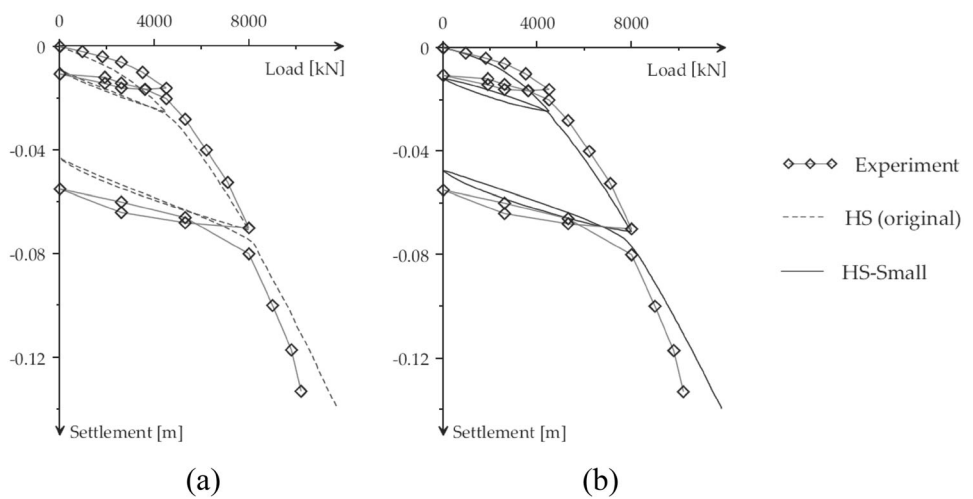 0 4000 8000
0
Load [kN]
-0.04
-0.08
-0.12
Settlement [m]
(a)
0 4000 8000
0
Load [kN]
-0.04
-0.08
-0.12
Settlement [m]
(b)
Experiment
HS (original)
HS-Small